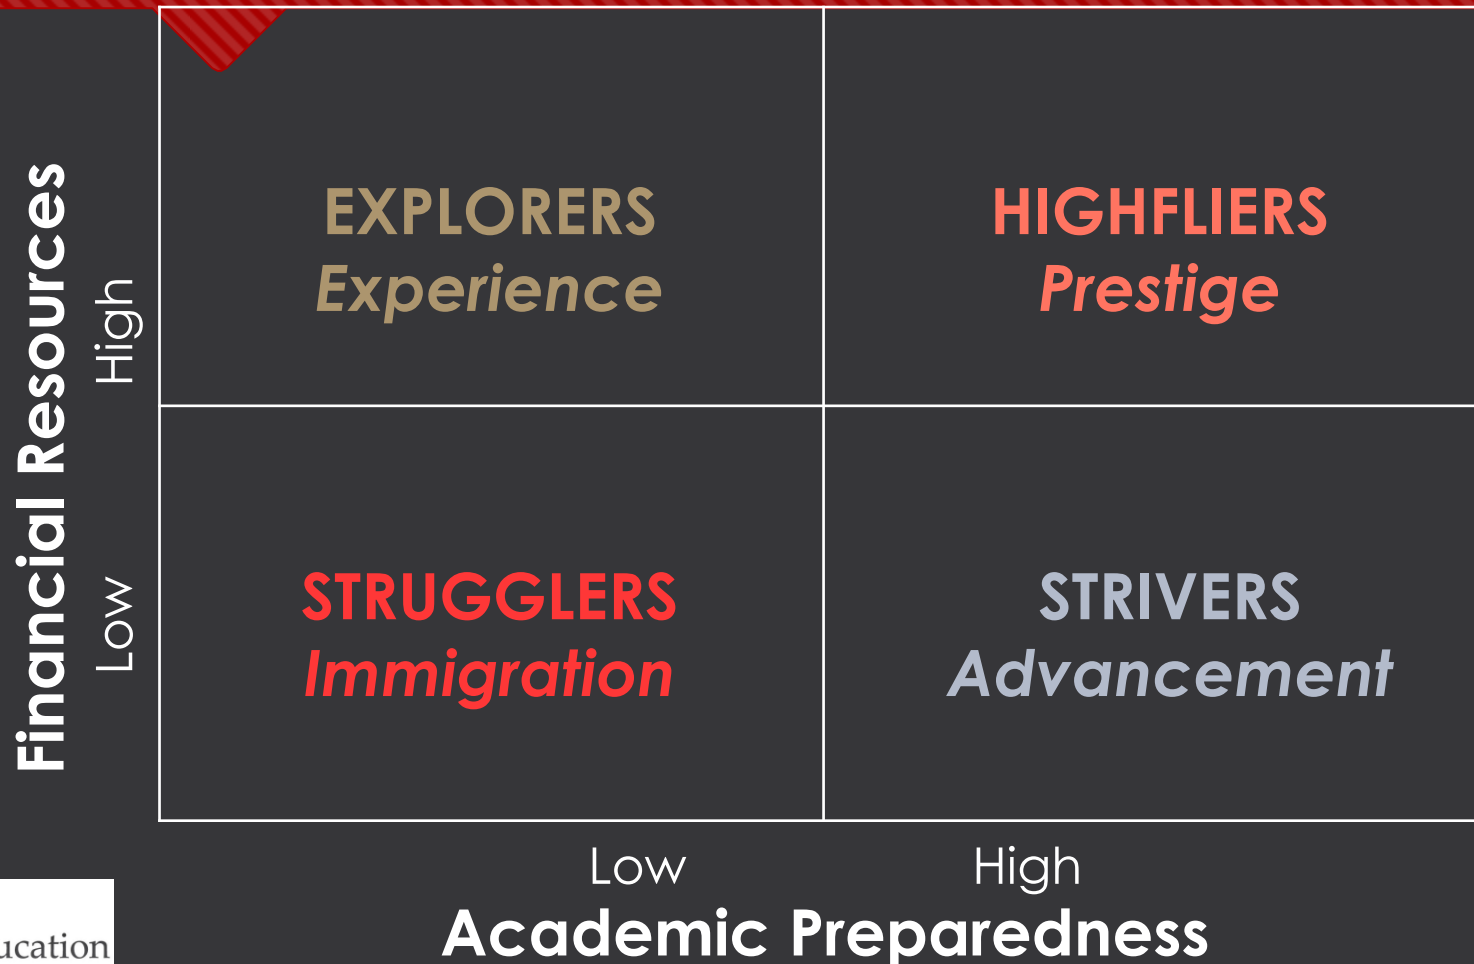 Financial Resources
High
Low
EXPLORERS
Experience
HIGHFLIERS
Prestige
STRUGGLERS
Immigration
STRIVERS
Advancement
Low
High
Academic Preparedness
ucation